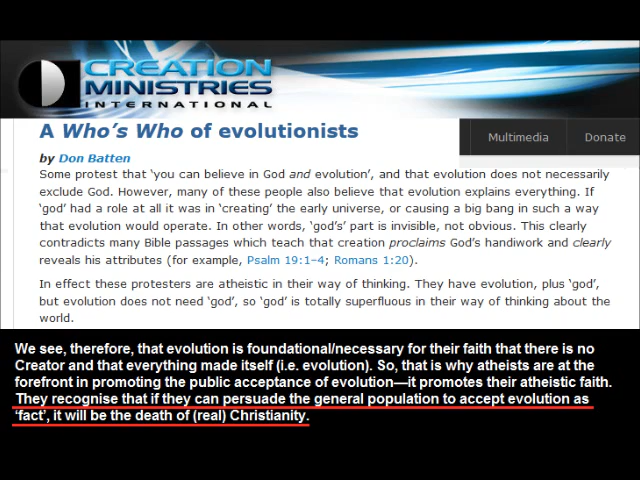 CREATION
MINISTRIES
INTERNATIONAL
A Who's Who of evolutionists
Multimedia
Donate
by Don Batten
Some protest that ‘you can believe in God and evolution’, and that evolution does not necessarily
exclude God. However, many of these people also believe that evolution explains everything. If
‘god’ had a role at all it was in ‘creating’ the early universe, or causing a big bang in such a way
that evolution would operate. In other words, ‘god’s’ part is invisible, not obvious. This clearly
contradicts many Bible passages which teach that creation proclaims God’s handiwork and clearly
reveals his attributes (for example, Psalm 19:1–4; Romans 1:20).
In effect these protesters are atheistic in their way of thinking. They have evolution, plus ‘god’,
but evolution does not need ‘god’, so ‘god’ is totally superfluous in their way of thinking about the
world.
We see, therefore, that evolution is foundational/necessary for their faith that there is no
Creator and that everything made itself (i.e. evolution). So, that is why atheists are at the
forefront in promoting the public acceptance of evolution—it promotes their atheistic faith.
They recognise that if they can persuade the general population to accept evolution as
‘fact’, it will be the death of (real) Christianity.